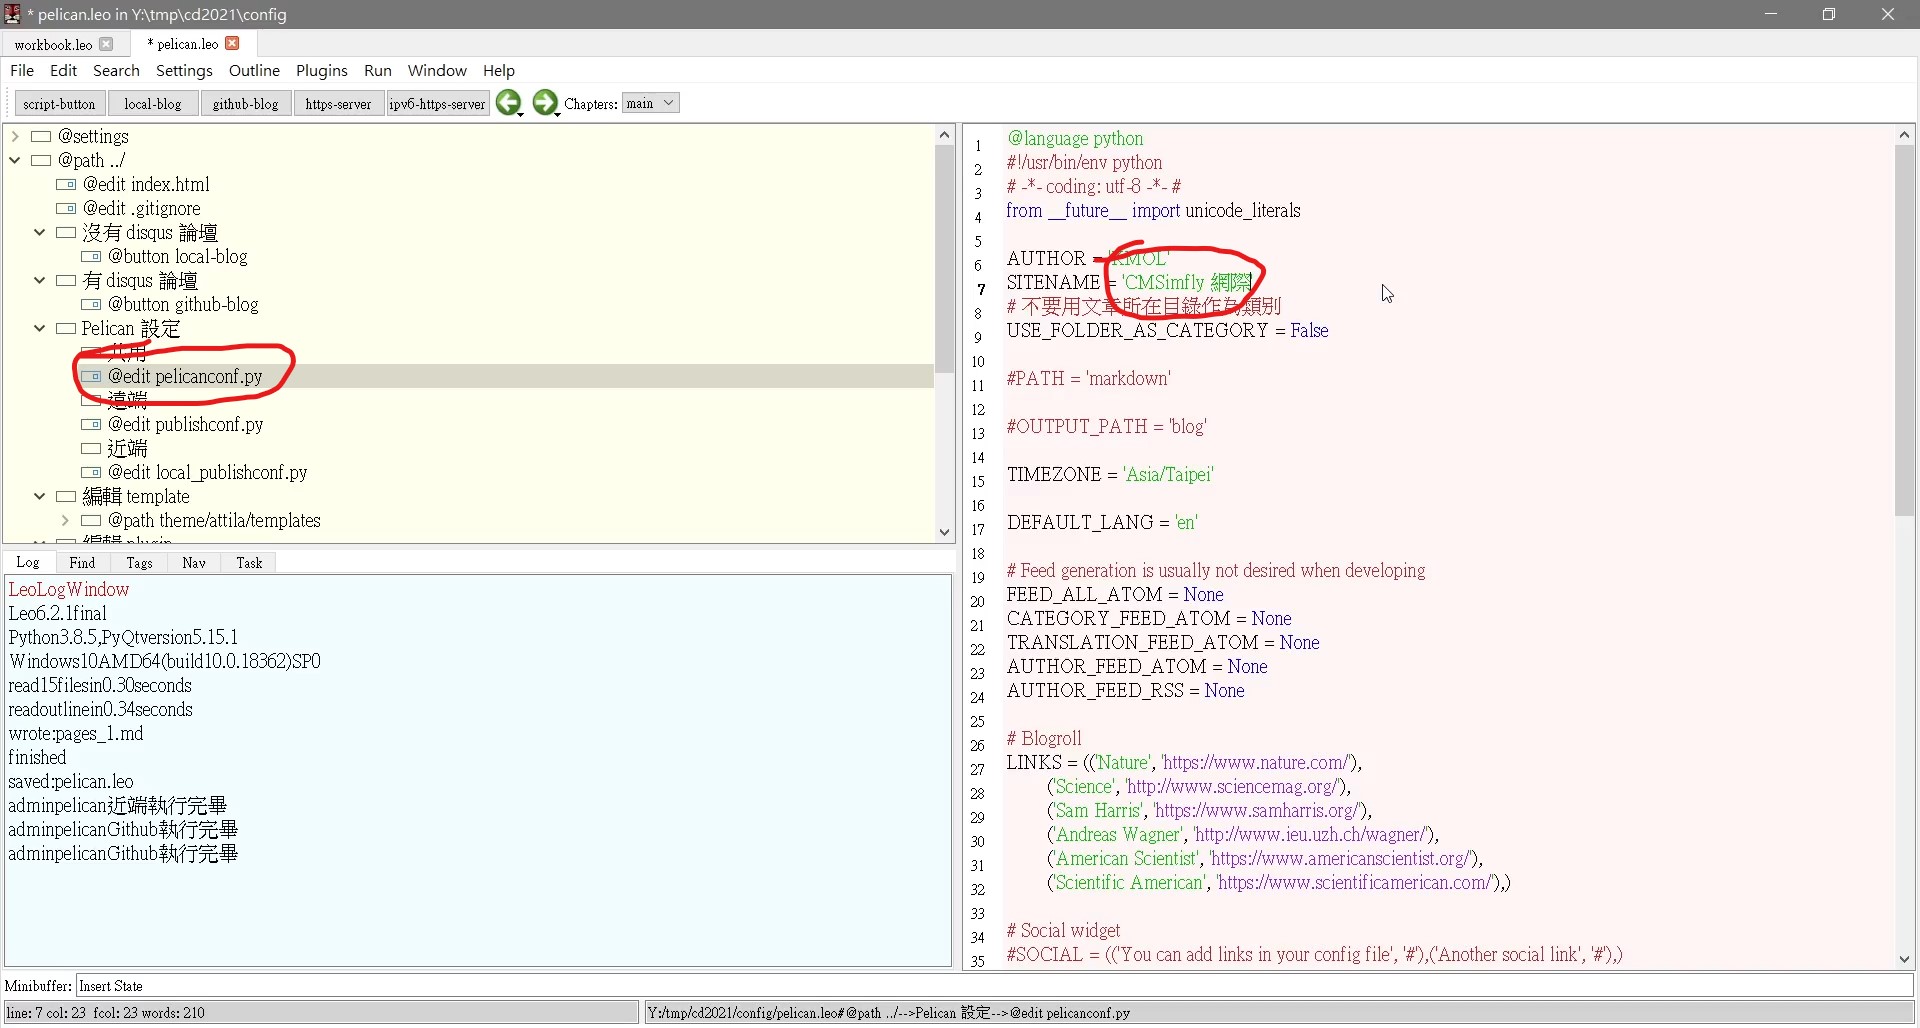 * pelican.leo in Y:\tmp\cd2021\config
workbook.leo
* pelican.leo
File Edit Search Settings Outline Plugins Run Window Help
script-button local-blog github-blog https-server ipv6-https-server Chapters: main
@settings
@path ../
@edit index.html
@edit .gitignore
沒有 disqus 論壇
@button local-blog
有 disqus 論壇
@button github-blog
Pelican 設定
共用
@edit pelicanconf.py
遠端
@edit publishconf.py
近端
@edit local_publishconf.py
編輯 template
@path theme/attila/templates
編輯 plugin
Log Find Tags Nav Task
LeoLogWindow
Leo6.2.1final
Python3.8.5,PyQtversion5.15.1
Windows10AMD64(build10.0.18362)SP0
read15filesin0.30seconds
readoutlinein0.34seconds
wrote:pages_1.md
finished
saved:pelican.leo
adminpelican近端執行完畢
adminpelicanGithub執行完畢
adminpelicanGithub執行完畢
1 @language python
2 #!/usr/bin/env python
3 # -*- coding: utf-8 -*- #
4 from __future__ import unicode_literals
5
6 AUTHOR = 'KMOL'
7 SITENAME = 'CMSimfly 網際
8 # 不要用文章所在目錄作為類別
9 USE_FOLDER_AS_CATEGORY = False
10
11 #PATH = 'markdown'
12
13 #OUTPUT_PATH = 'blog'
14
15 TIMEZONE = 'Asia/Taipei'
16
17 DEFAULT_LANG = 'en'
18
19 # Feed generation is usually not desired when developing
20 FEED_ALL_ATOM = None
21 CATEGORY_FEED_ATOM = None
22 TRANSLATION_FEED_ATOM = None
23 AUTHOR_FEED_ATOM = None
24 AUTHOR_FEED_RSS = None
25
26 # Blogroll
27 LINKS = (('Nature', 'https://www.nature.com/'),
28 ('Science', 'http://www.sciencemag.org/'),
29 ('Sam Harris', 'https://www.samharris.org/'),
30 ('Andreas Wagner', 'http://www.ieu.uzh.ch/wagner/'),
31 ('American Scientist', 'https://www.americanscientist.org/'),
32 ('Scientific American', 'https://www.scientificamerican.com/'),)
33
34 # Social widget
35 #SOCIAL = (('You can add links in your config file', '#'),('Another social link', '#'),)
Minibuffer: Insert State
line: 7 col: 23 fcol: 23 words: 210
Y:/tmp/cd2021/config/pelican.leo#@path ../-->Pelican 設定-->@edit pelicanconf.py